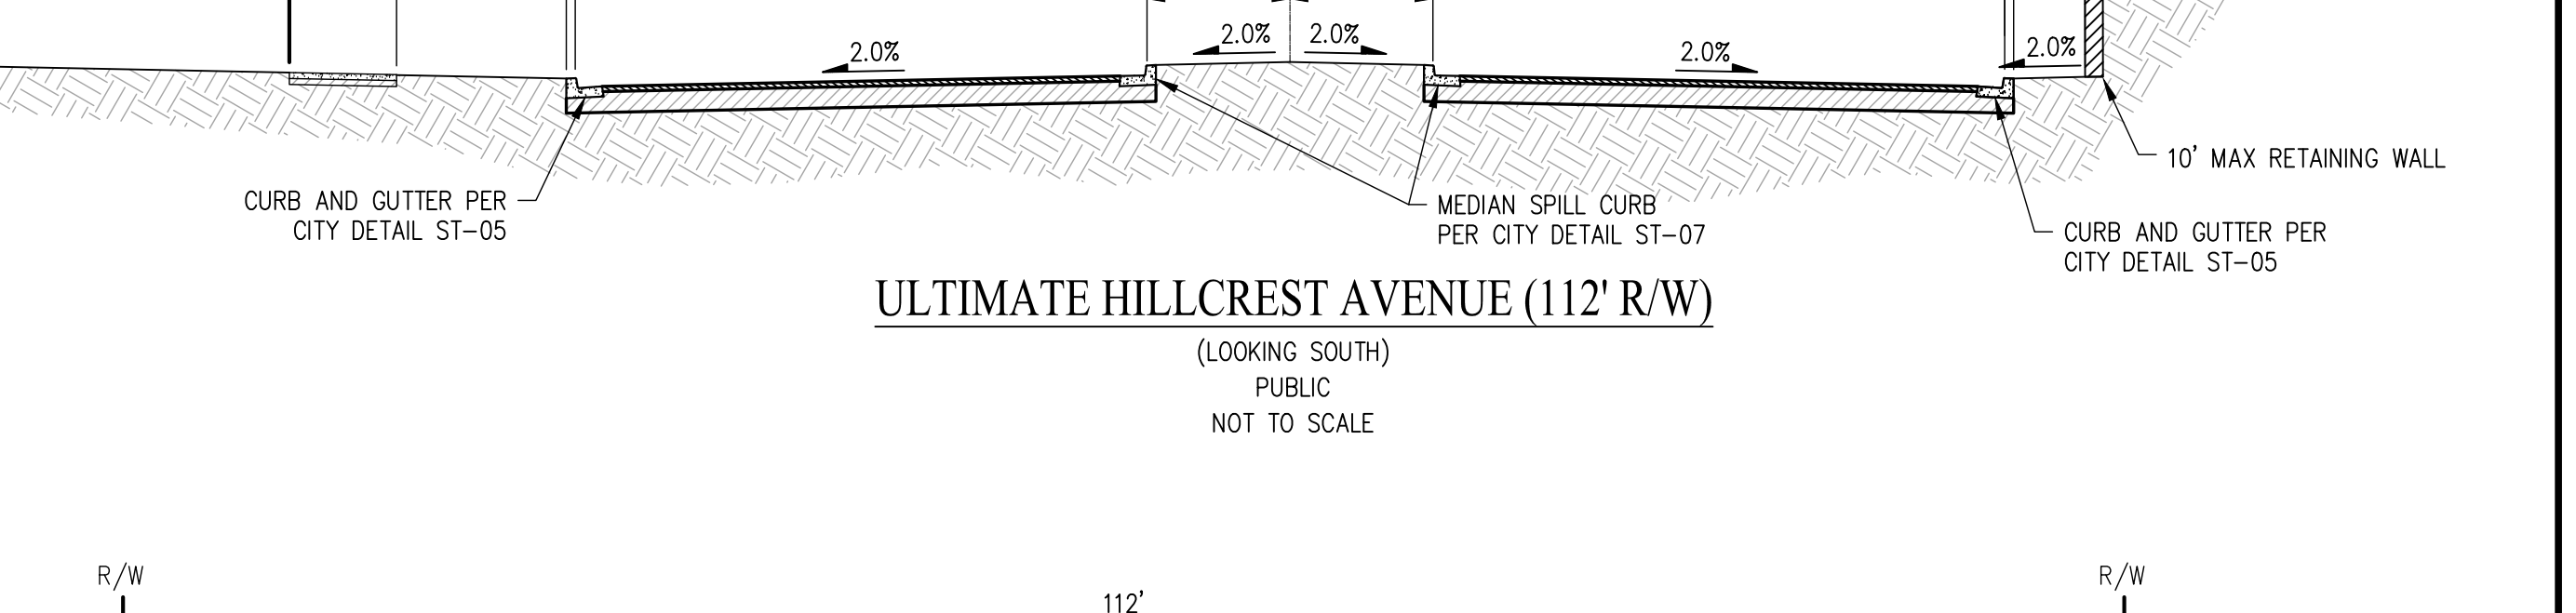 2.0%
2.0%
2.0%
2.0%
2.0%
CURB AND GUTTER PER
CITY DETAIL ST-05
MEDIAN SPILL CURB
PER CITY DETAIL ST-07
10' MAX RETAINING WALL
CURB AND GUTTER PER
CITY DETAIL ST-05
ULTIMATE HILLCREST AVENUE (112' R/W)
(LOOKING SOUTH)
PUBLIC
NOT TO SCALE
R/W
R/W
112'